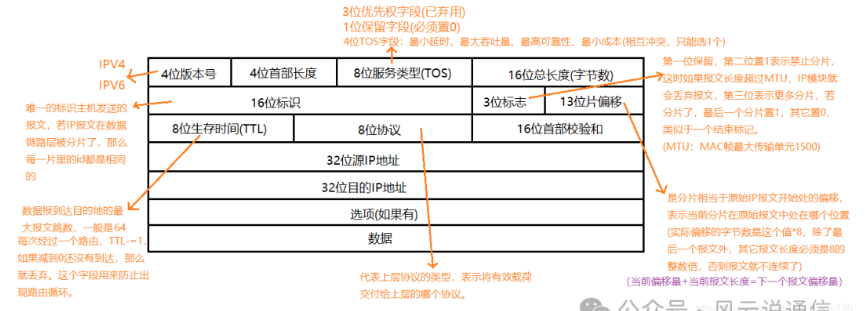 3位优先权字段(已弃用)
1位保留字段(必须置0)
4位TOS字段：最小延时、最大吞吐量、最高可靠性、最小成本(相互冲突，只能选1个)
IPV4
IPV6
4位版本号
4位首部长度
8位服务类型(TOS)
16位总长度(字节数)
16位标识
3位标志
13位片偏移
8位生存时间(TTL)
8位协议
16位首部校验和
32位源IP地址
32位目的IP地址
选项(如果有)
数据
唯一的标识主机发送的
报文，若IP报文在数据
链路层被分片了，那么
每一片里的id都是相同
的
数据报到达目的地的最
大报文跳数，一般是64
每次经过一个路由，TTL-=1，
如果减到0还没有到达，那么
就丢弃。这个字段用来防止出
现路由循环。
代表上层协议的类型，表示将有效载荷
交付给上层的哪个协议。
第一位保留，第二位置1表示禁止分片，
这时如果报文长度超过MTU，IP模块就
会丢弃报文，第三位表示更多分片，若
分片了，最后一个分片置1，其它置0，
类似于一个结束标记。
(MTU：MAC帧最大传输单元1500)
是分片相当于原始IP报文开始处的偏移，
表示当前分片在原始报文中处在哪个位置
(实际偏移的字节数是这个值*8，除了最
后一个报文外，其它报文长度必须是8的
整数倍，否则报文就不连续了)
(当前偏移量+当前报文长度=下一个报文偏移量)
公众号·风云说通信